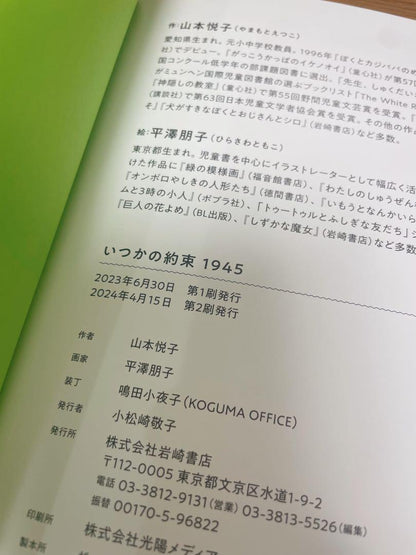 作：山本悦子（やまもとえつこ）
愛知県生まれ。元小中学校教員。1996年『ぼくとカジババの
社）でデビュー。『がっこうかっぱのイケノオイ』（童心社）が第57
国コンクール低学年の部課題図書に選出。『先生、しゅくだい
がミュンヘン国際児童図書館の選ぶブックリスト「The White
『神隠しの教室』（童心社）で第55回野間児童文芸賞を受賞、『
（講談社）で第63回日本児童文学者協会賞を受賞。その他の作
そ』『犬がすきなぼくとおじさんとシロ』（岩崎書店）など多数。
絵：平澤朋子（ひらさわともこ）
東京都生まれ。児童書を中心にイラストレーターとして幅広く活
けた作品に『緑の模様画』（福音館書店）、『わたしのしゅうぜん
『オンボロやしきの人形たち』（徳間書店）、『いもうとなんかいら
ムと3時の小人』（ポプラ社）、「トゥートゥルとふしぎな友だち」シ
『巨人の花よめ』（BL出版）、『しずかな魔女』（岩崎書店）など多数
いつかの約束 1945
2023年6月30日 第1刷発行
2024年4月15日 第2刷発行
作者 山本悦子
画家 平澤朋子
装丁 鳴田小夜子（KOGUMA OFFICE）
発行者 小松崎敬子
発行所 株式会社岩崎書店
〒112-0005 東京都文京区水道1-9-2
電話 03-3812-9131（営業） 03-3813-5526（編集）
振替 00170-5-96822
印刷所 株式会社光陽メディア
製本所